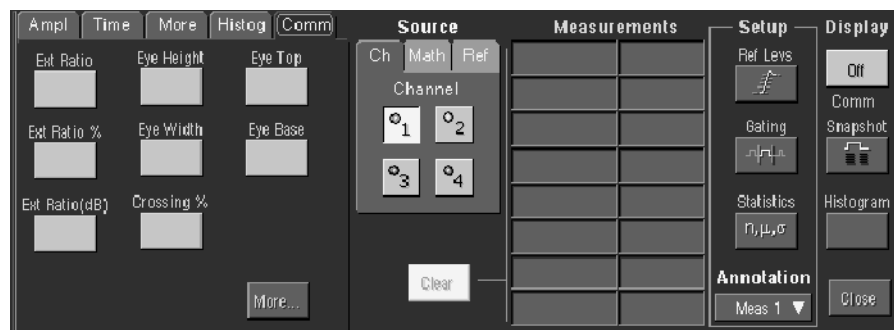 Ampl Time More Histog Comm
Ext Ratio Eye Height Eye Top
Ext Ratio % Eye Width Eye Base
Ext Ratio(dB) Crossing %
More...
Source
Ch Math Ref
Channel
1 2
3 4
Clear
Measurements
Setup
Ref Levs
Gating
Statistics
n,μ,σ
Annotation
Meas 1 ▼
Display
Off
Comm
Snapshot
Histogram
Close